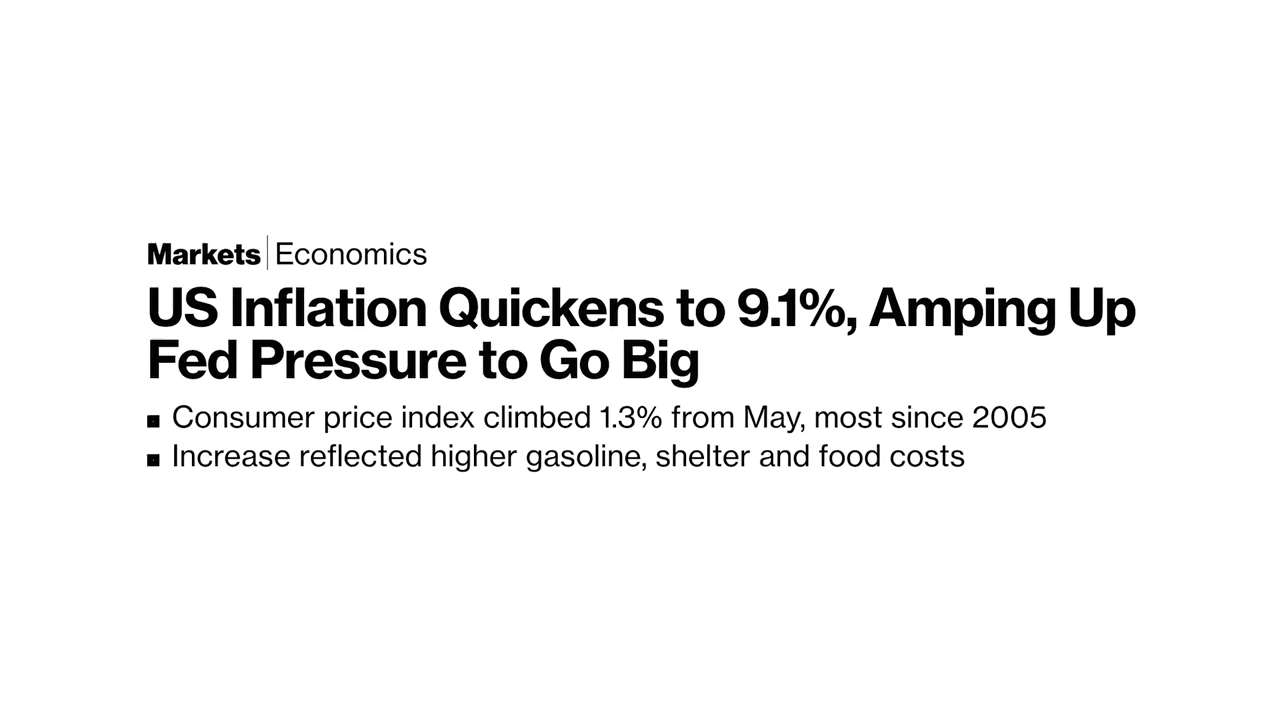 Markets | Economics
US Inflation Quickens to 9.1%, Amping Up
Fed Pressure to Go Big
■ Consumer price index climbed 1.3% from May, most since 2005
■ Increase reflected higher gasoline, shelter and food costs